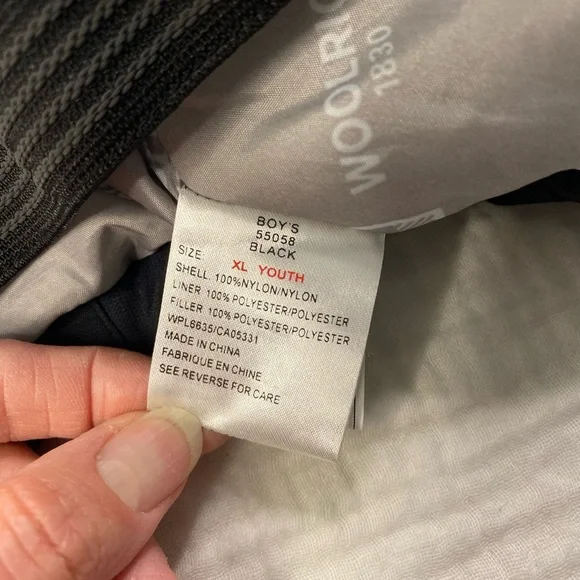 WOOLRIC
1830
BOY'S
55058
BLACK
SIZE XL YOUTH
SHELL 100%NYLON/NYLON
LINER 100% POLYESTER/POLYESTER
FILLER 100% POLYESTER/POLYESTER
WPL6635/CA05331
MADE IN CHINA
FABRIQUE EN CHINE
SEE REVERSE FOR CARE